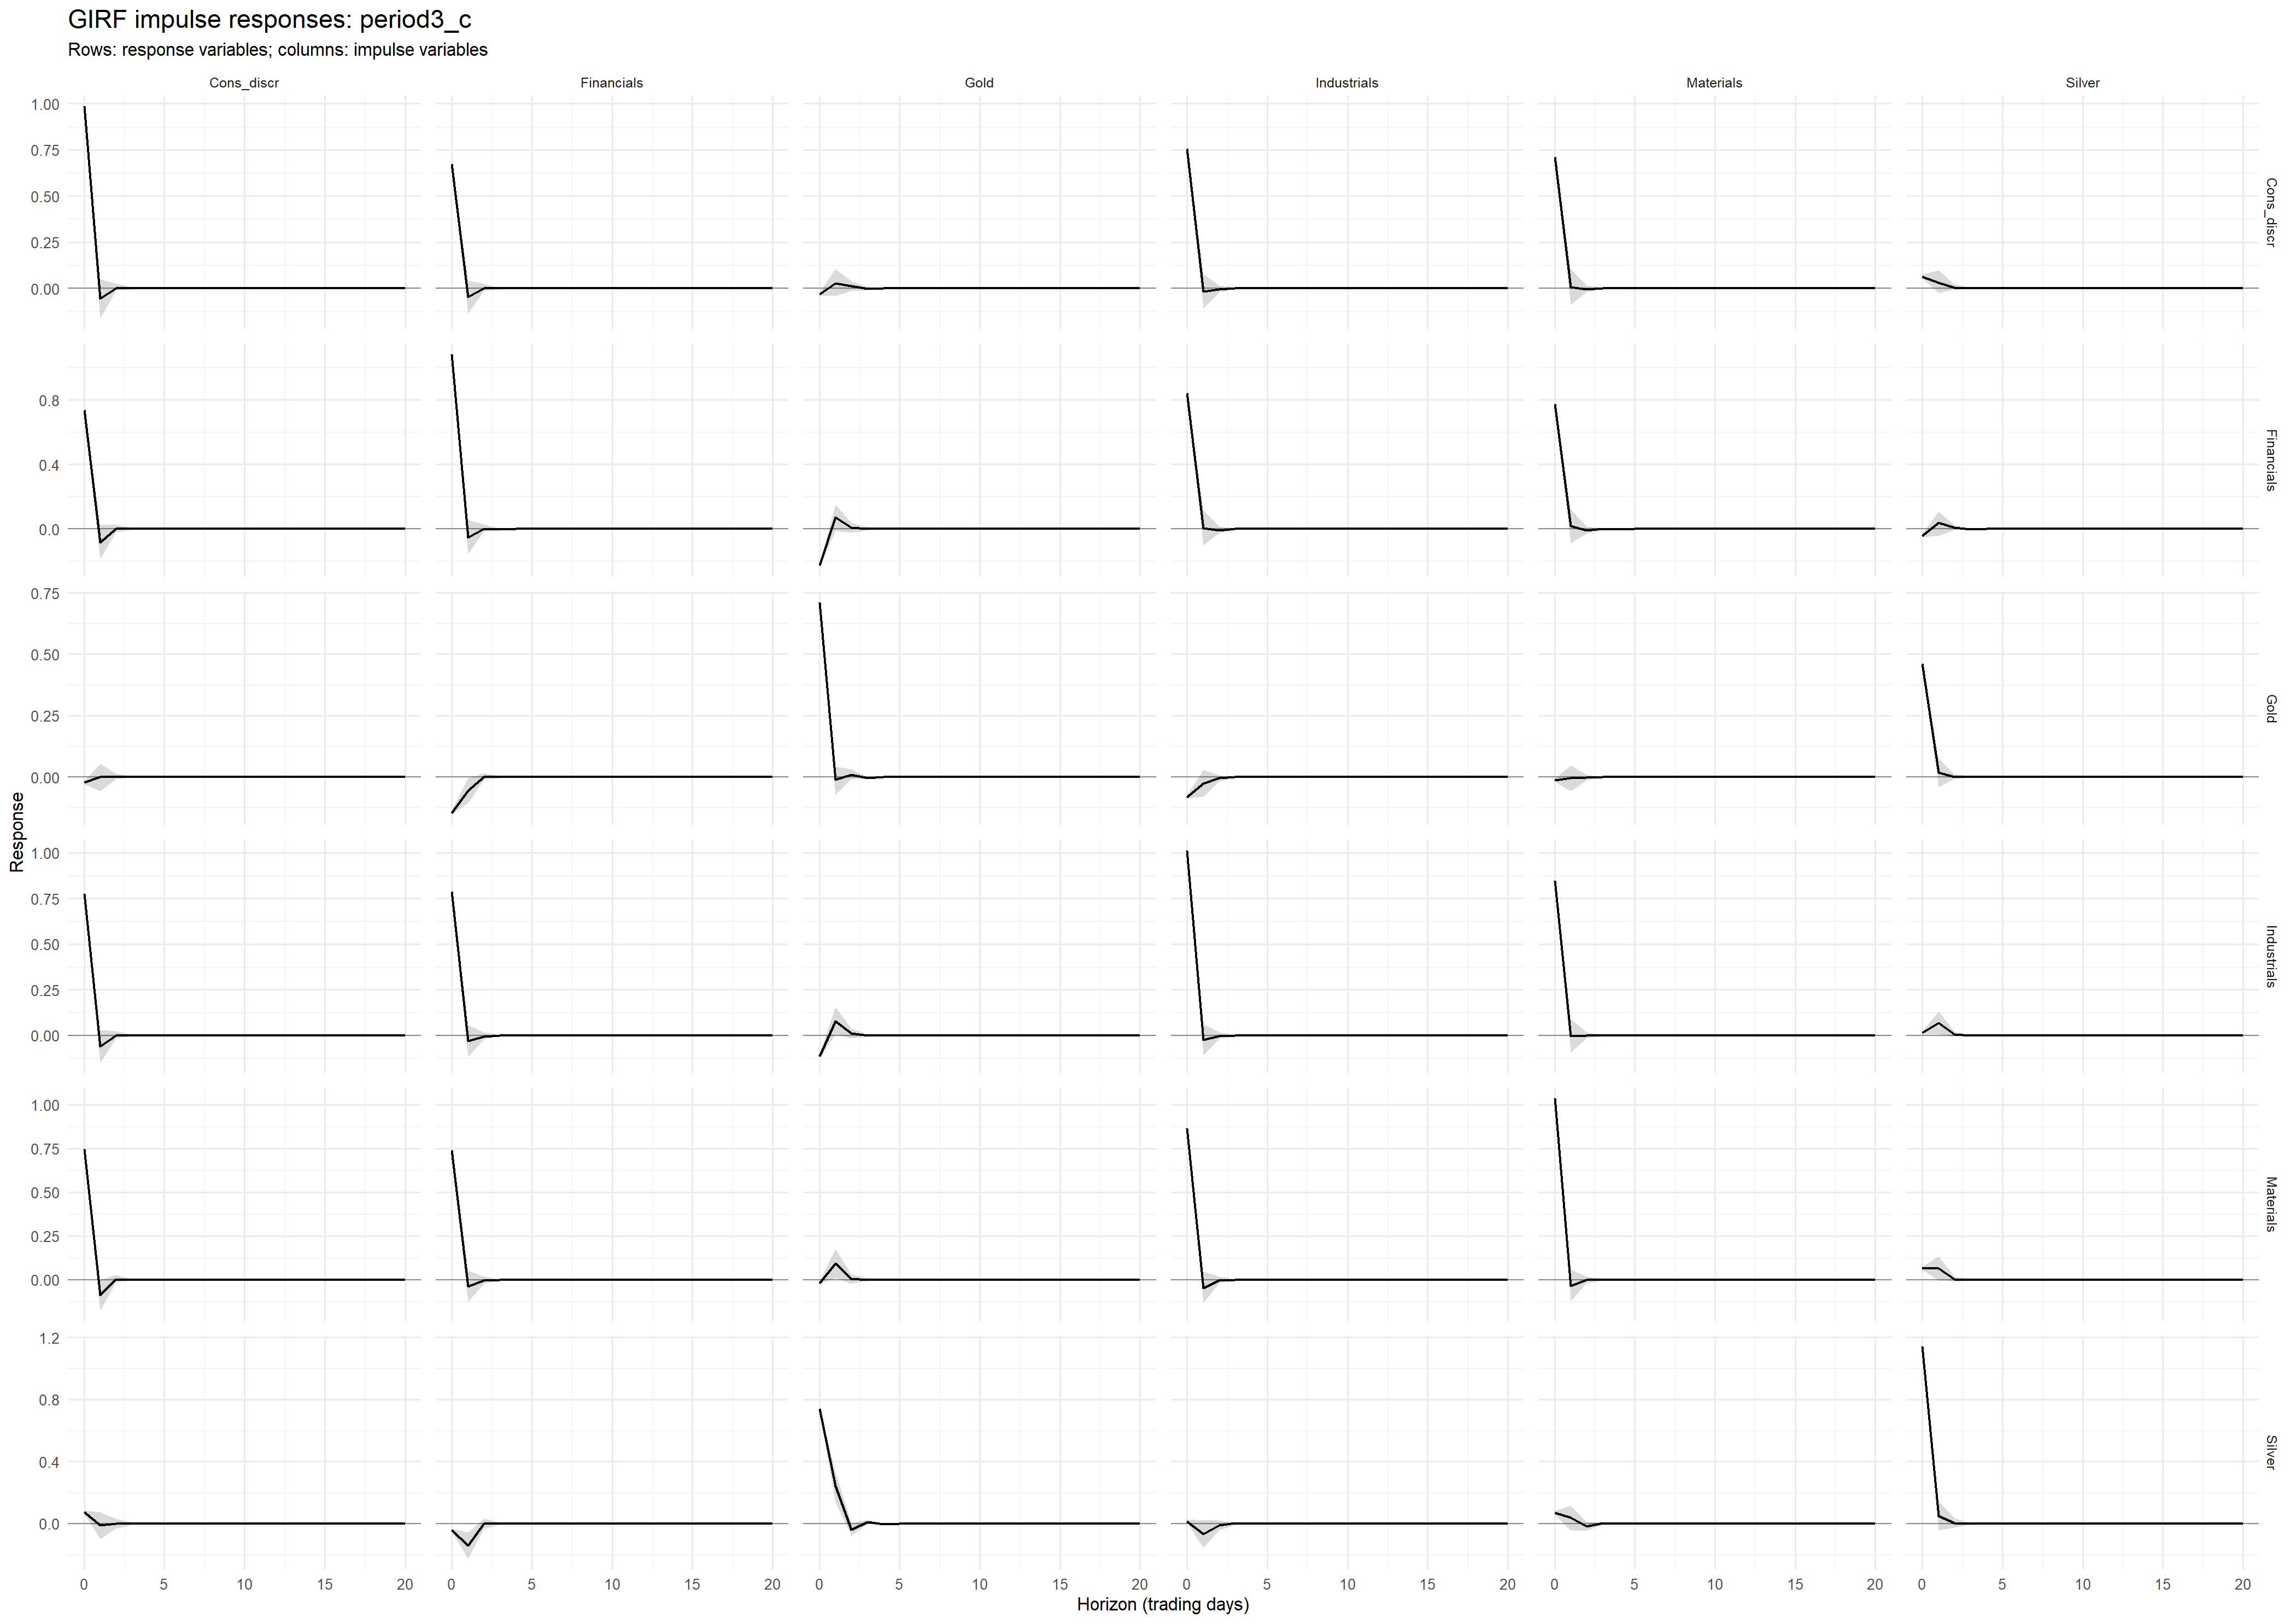 GIRF impulse responses: period3_c
Rows: response variables; columns: impulse variables
Cons_discr Financials Gold Industrials Materials Silver
1.00
0.75
0.50
0.25
0.00
Cons_discr
0.8
0.4
0.0
Financials
0.75
0.50
0.25
0.00
Gold
Response
1.00
0.75
0.50
0.25
0.00
Industrials
1.00
0.75
0.50
0.25
0.00
Materials
1.2
0.8
0.4
0.0
Silver
0 5 10 15 20 0 5 10 15 20 0 5 10 15 20 0 5 10 15 20 0 5 10 15 20 0 5 10 15 20
Horizon (trading days)